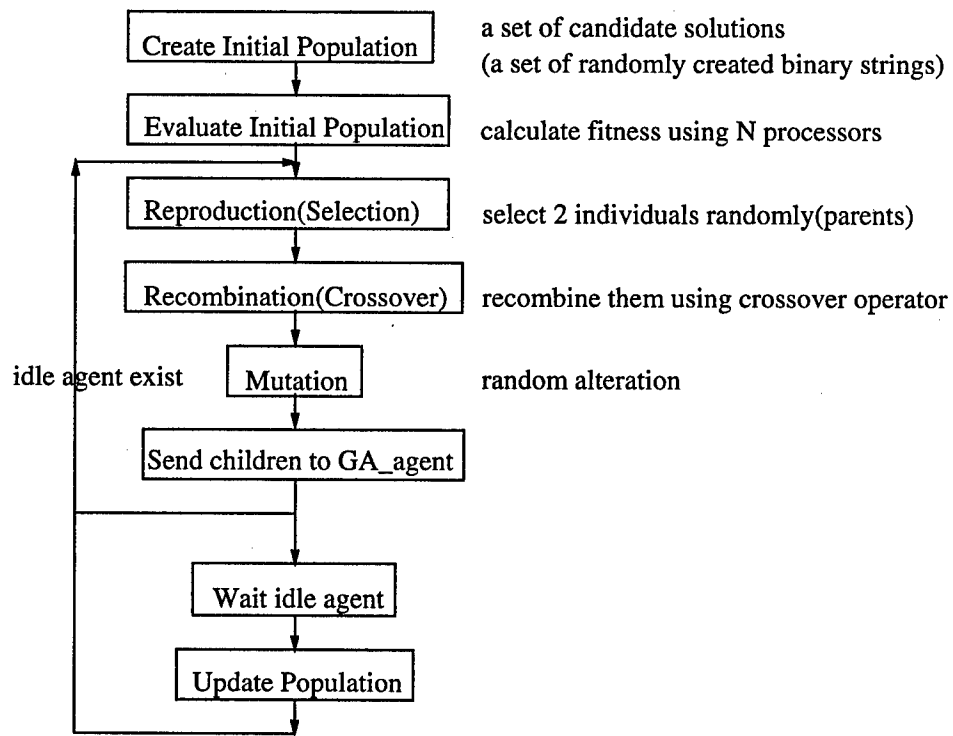 Create Initial Population
a set of candidate solutions
(a set of randomly created binary strings)
Evaluate Initial Population
calculate fitness using N processors
Reproduction(Selection)
select 2 individuals randomly(parents)
Recombination(Crossover)
recombine them using crossover operator
idle agent exist
Mutation
random alteration
Send children to GA_agent
Wait idle agent
Update Population